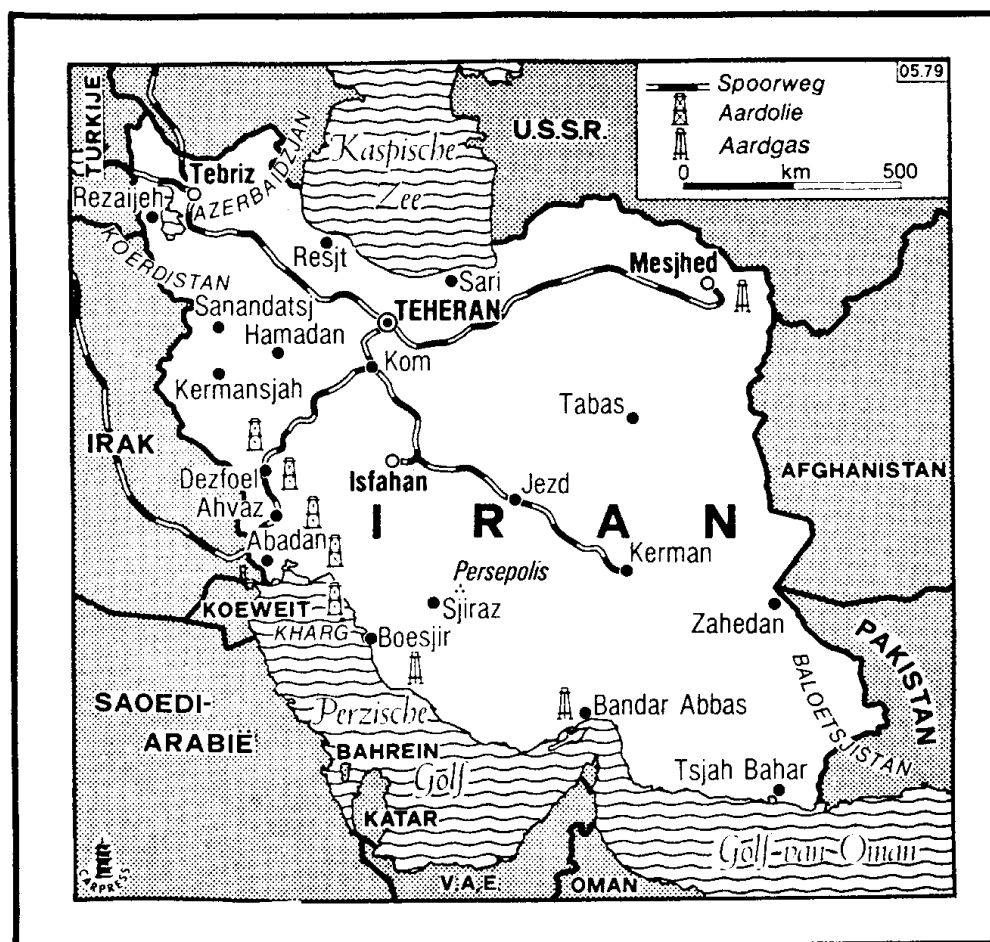 05.79
Spoorweg
Aardolie
Aardgas
0 km 500
TURKIJE
U.S.S.R.
Kaspische
Zee
Tebriz
AZERBAIDZJAN
Rezaijeh
KOERDISTAN
Resjt
Sari
Mesjhed
Sanandatsj
TEHERAN
Hamadan
Kom
Kermansjah
Tabas
IRAK
AFGHANISTAN
Dezfoel
Isfahan
Jezd
Ahvaz
IRAN
Abadan
Kerman
Persepolis
KOEWEIT
Sjiraz
Zahedan
KHARG
Boesjir
PAKISTAN
BALOETSJISTAN
SAOEDI-
ARABIË
Perzische
Golf
Bandar Abbas
BAHREIN
Tsjah Bahar
KATAR
Golf van Oman
V.A.E.
OMAN
CARPRESS